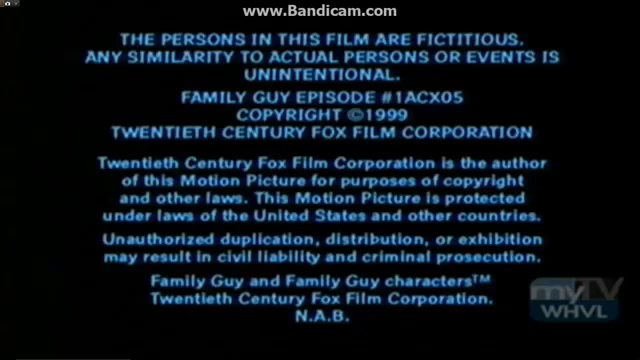 www.Bandicam.com
THE PERSONS IN THIS FILM ARE FICTITIOUS.
ANY SIMILARITY TO ACTUAL PERSONS OR EVENTS IS
UNINTENTIONAL.
FAMILY GUY EPISODE #1ACX05
COPYRIGHT ©1999
TWENTIETH CENTURY FOX FILM CORPORATION
Twentieth Century Fox Film Corporation is the author
of this Motion Picture for purposes of copyright
and other laws. This Motion Picture is protected
under laws of the United States and other countries.
Unauthorized duplication, distribution, or exhibition
may result in civil liability and criminal prosecution.
Family Guy and Family Guy characters™
Twentieth Century Fox Film Corporation.
N.A.B.
myTV
WHVL